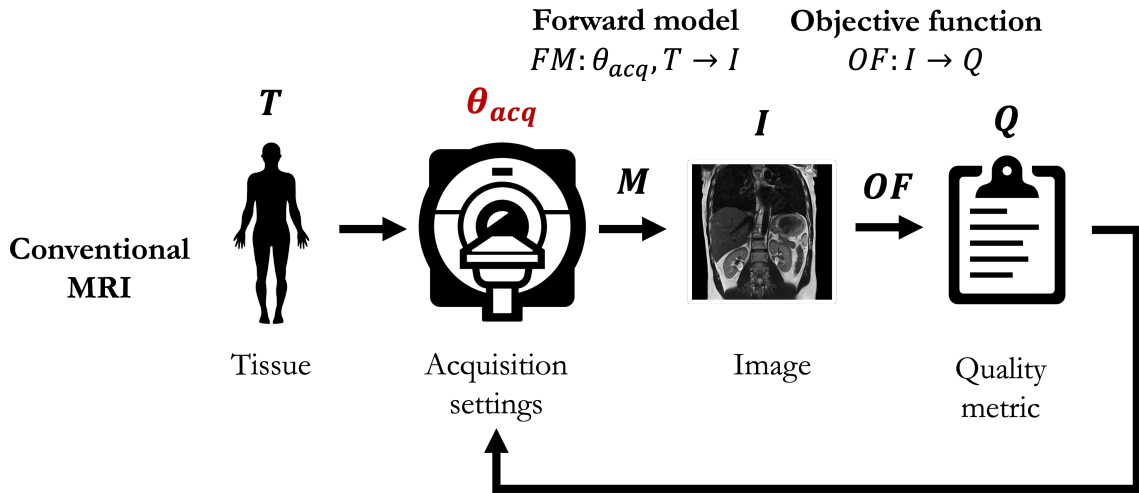 Forward model
FM: θ_acq, T → I
Objective function
OF: I → Q
T
θ_acq
I
Q
M
OF
Conventional
MRI
Tissue
Acquisition
settings
Image
Quality
metric